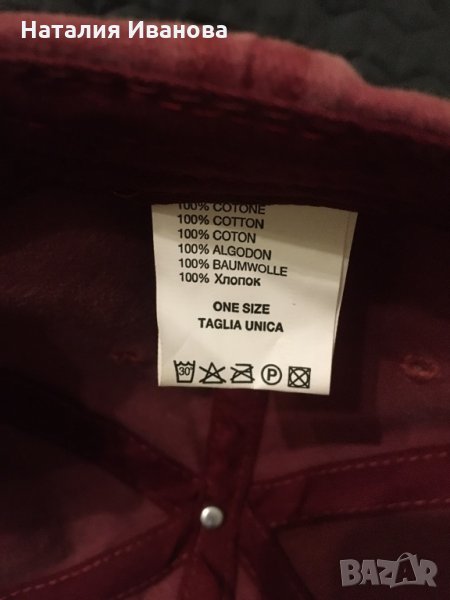 Наталия Иванова
100% COTONE
100% COTTON
100% COTON
100% ALGODON
100% BAUMWOLLE
100% Хлопок
ONE SIZE
TAGLIA UNICA
30°
P
BAZAR